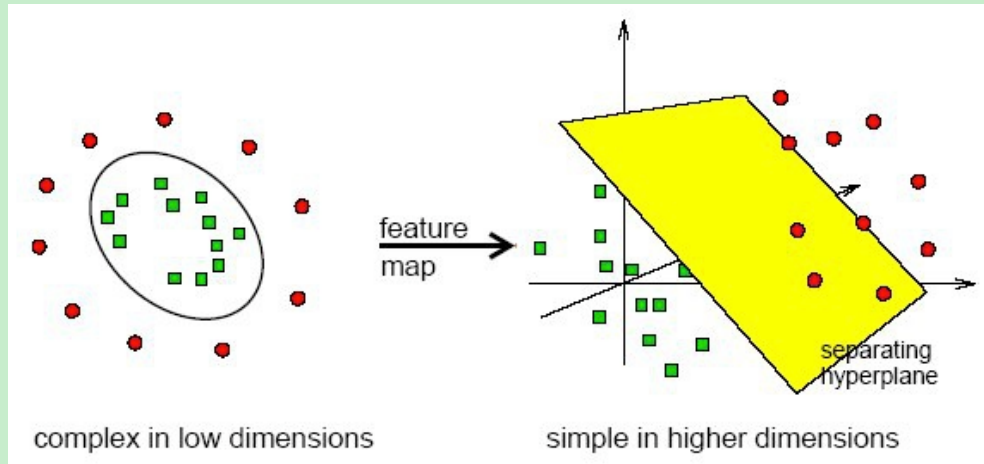 feature
map
separating
hyperplane
complex in low dimensions
simple in higher dimensions